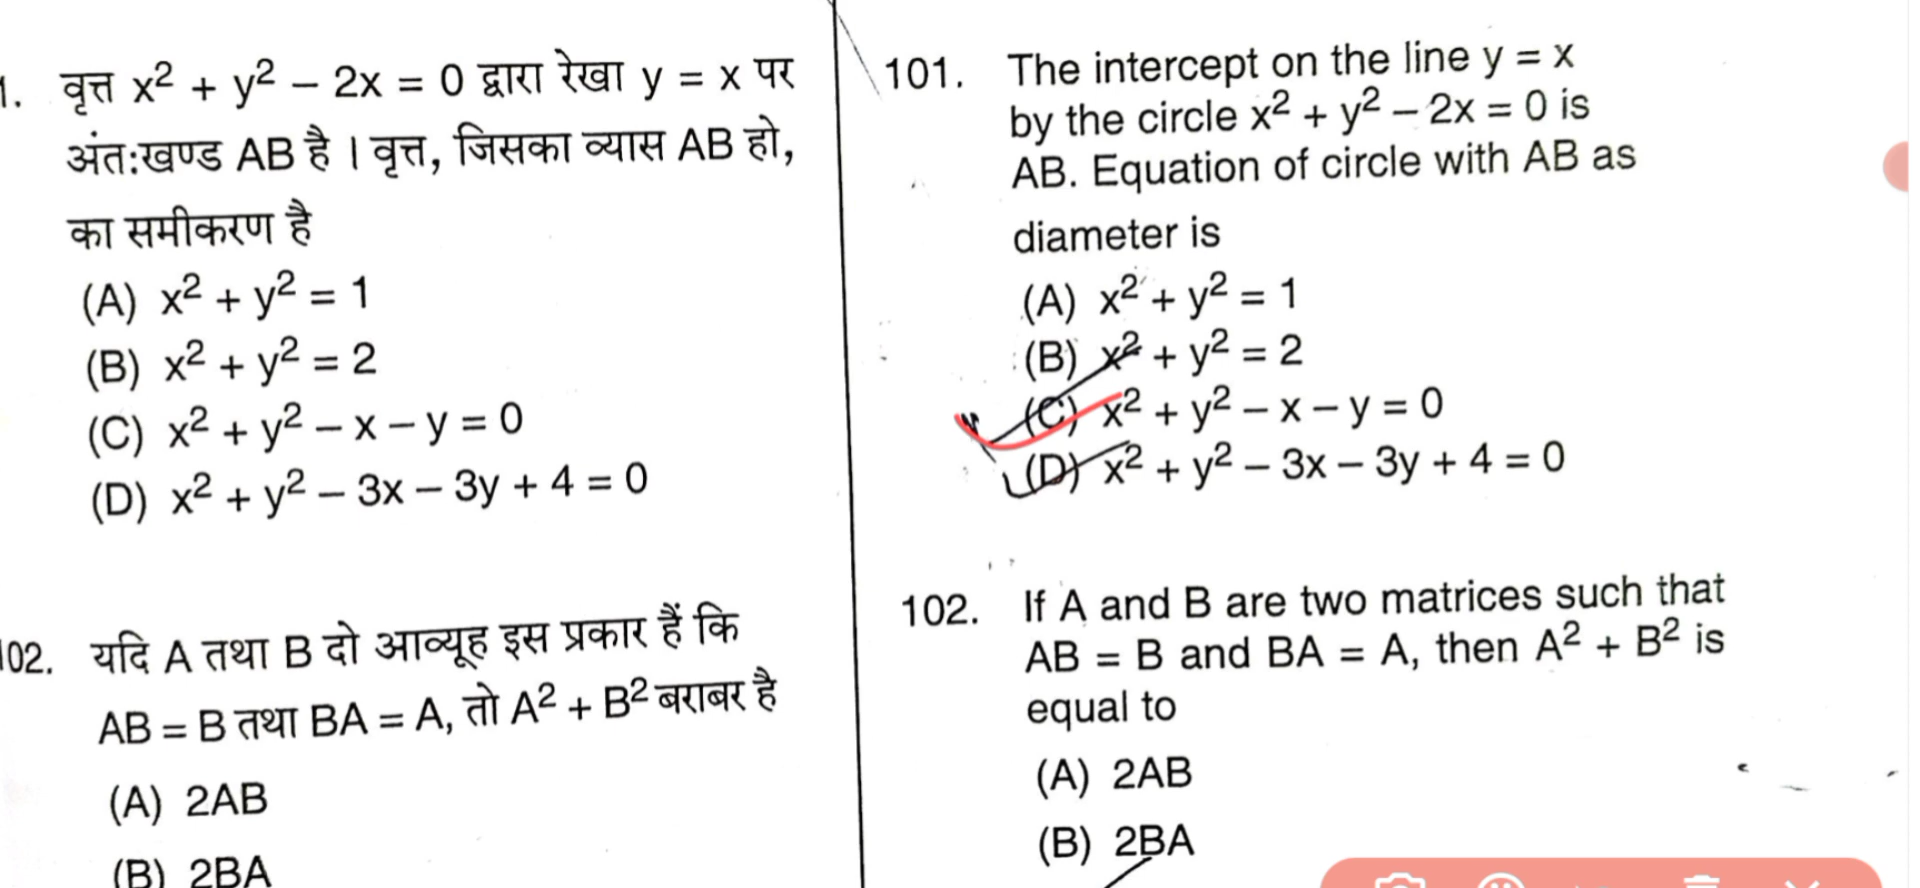 1. वृत्त x² + y² – 2x = 0 द्वारा रेखा y = x पर
अंत:खण्ड AB है । वृत्त, जिसका व्यास AB हो,
का समीकरण है
(A) x² + y² = 1
(B) x² + y² = 2
(C) x² + y² – x – y = 0
(D) x² + y² – 3x – 3y + 4 = 0
102. यदि A तथा B दो आव्यूह इस प्रकार हैं कि
AB = B तथा BA = A, तो A² + B² बराबर है
(A) 2AB
(B) 2BA
101. The intercept on the line y = x
by the circle x² + y² – 2x = 0 is
AB. Equation of circle with AB as
diameter is
(A) x² + y² = 1
(B) x² + y² = 2
(C) x² + y² – x – y = 0
(D) x² + y² – 3x – 3y + 4 = 0
102. If A and B are two matrices such that
AB = B and BA = A, then A² + B² is
equal to
(A) 2AB
(B) 2BA